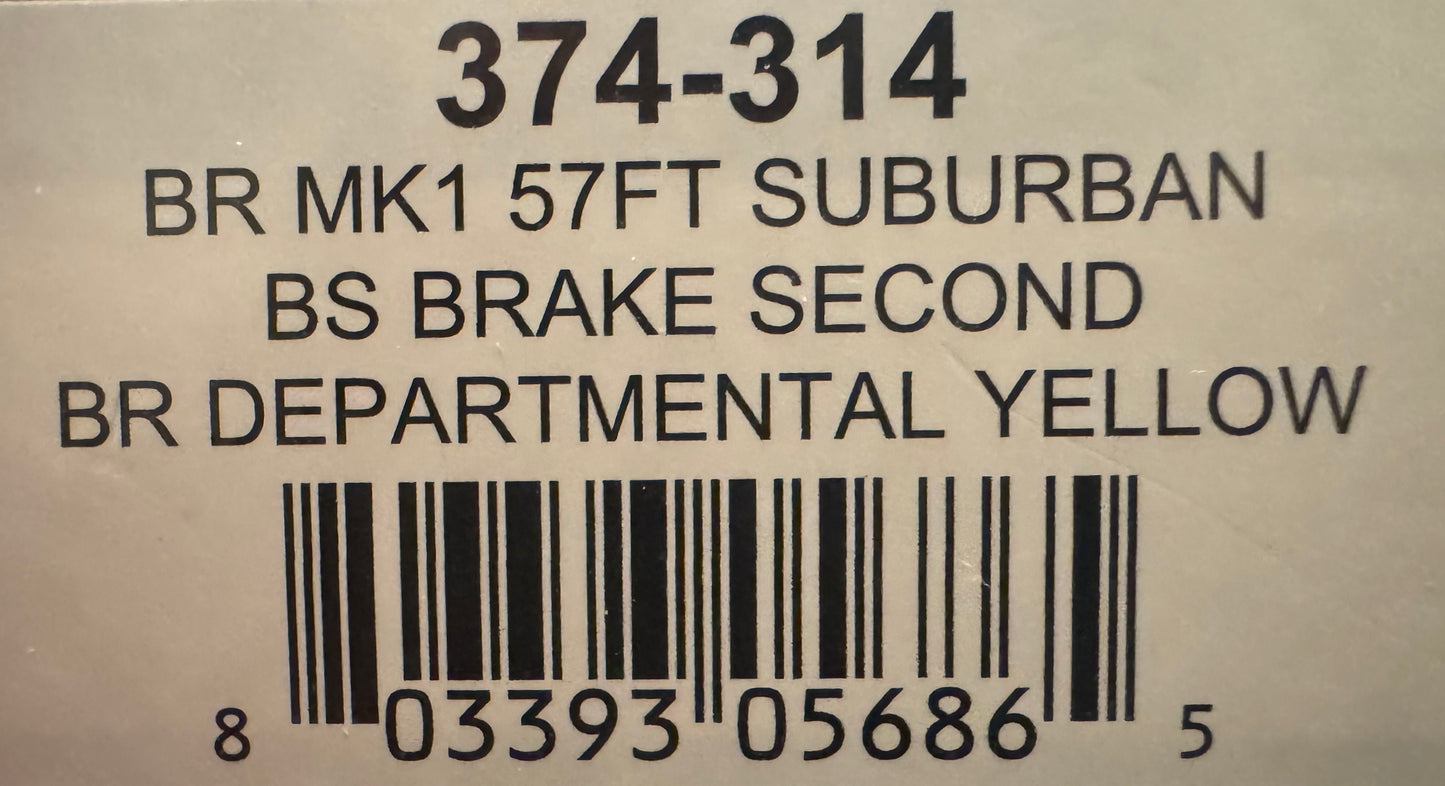 374-314
BR MK1 57FT SUBURBAN
BS BRAKE SECOND
BR DEPARTMENTAL YELLOW
8 03393 05686 5